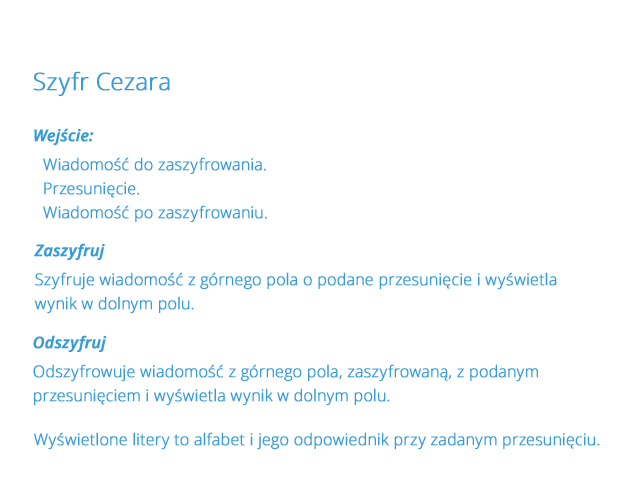 Szyfr Cezara
Wejście:
Wiadomość do zaszyfrowania.
Przesunięcie.
Wiadomość po zaszyfrowaniu.
Zaszyfruj
Szyfruje wiadomość z górnego pola o podane przesunięcie i wyświetla
wynik w dolnym polu.
Odszyfruj
Odszyfrowuje wiadomość z górnego pola, zaszyfrowaną, z podanym
przesunięciem i wyświetla wynik w dolnym polu.
Wyświetlone litery to alfabet i jego odpowiednik przy zadanym przesunięciu.